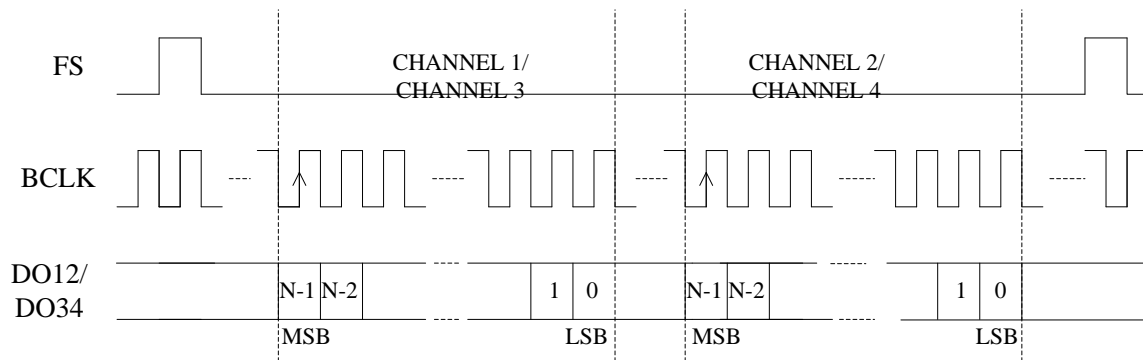 FS
CHANNEL 1/
CHANNEL 3
CHANNEL 2/
CHANNEL 4
BCLK
DO12/
DO34
N-1 N-2 1 0 N-1 N-2 1 0
MSB LSB MSB LSB